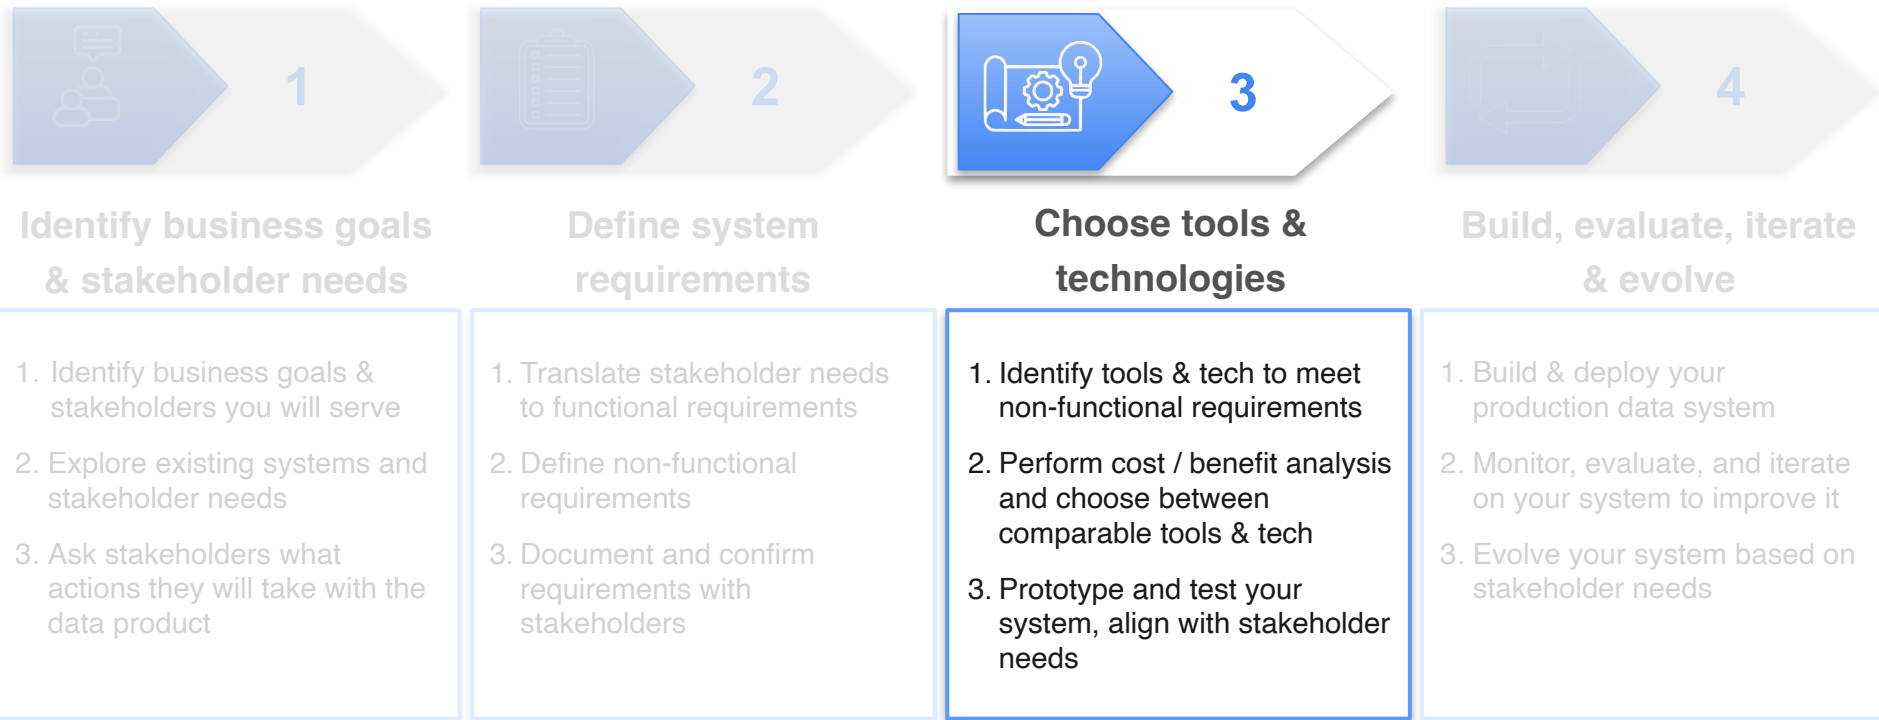 1
2
3
4
Identify business goals
& stakeholder needs
Define system
requirements
Choose tools &
technologies
Build, evaluate, iterate
& evolve
1. Identify business goals &
stakeholders you will serve
2. Explore existing systems and
stakeholder needs
3. Ask stakeholders what
actions they will take with the
data product
1. Translate stakeholder needs
to functional requirements
2. Define non-functional
requirements
3. Document and confirm
requirements with
stakeholders
1. Identify tools & tech to meet
non-functional requirements
2. Perform cost / benefit analysis
and choose between
comparable tools & tech
3. Prototype and test your
system, align with stakeholder
needs
1. Build & deploy your
production data system
2. Monitor, evaluate, and iterate
on your system to improve it
3. Evolve your system based on
stakeholder needs